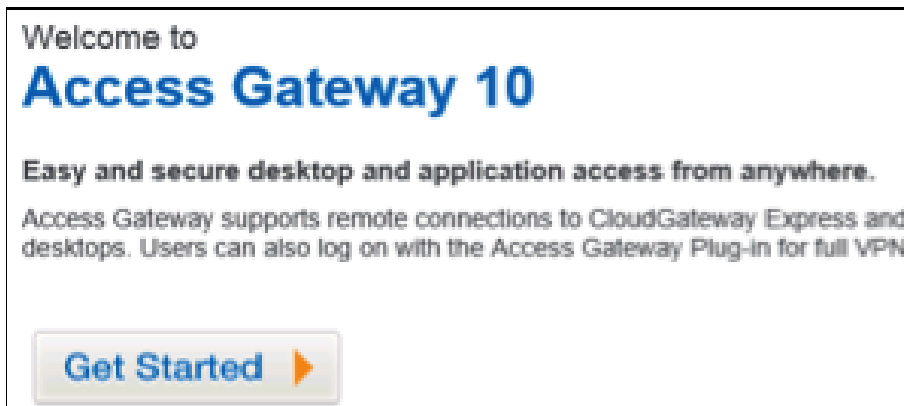 Welcome to
Access Gateway 10
Easy and secure desktop and application access from anywhere.
Access Gateway supports remote connections to CloudGateway Express and
desktops. Users can also log on with the Access Gateway Plug-in for full VPN
Get Started